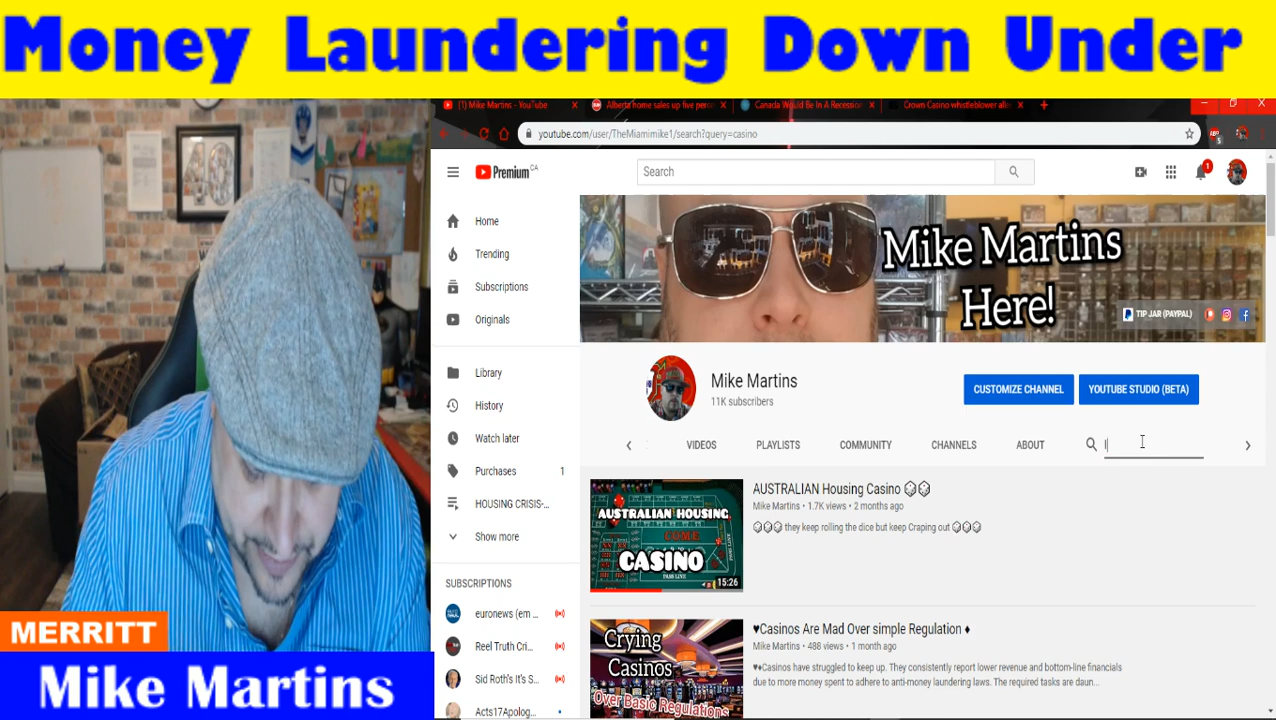 Money Laundering Down Under
(1) Mike Martins - YouTube
Alberta home sales up five perce
Canada Would Be In A Recession
Crown Casino whistleblower alle
youtube.com/user/TheMiamimike1/search?query=casino
Premium CA
Search
1
Home
Trending
Subscriptions
Originals
Library
History
Watch later
Purchases 1
HOUSING CRISIS-...
Show more
SUBSCRIPTIONS
euronews (em ...
Reel Truth Cri...
Sid Roth's It's S...
Acts17Apolog...
Mike Martins
Here!
TIP JAR (PAYPAL)
Mike Martins
11K subscribers
CUSTOMIZE CHANNEL
YOUTUBE STUDIO (BETA)
VIDEOS PLAYLISTS COMMUNITY CHANNELS ABOUT
AUSTRALIAN HOUSING
COME
CASINO
PASS LINE
15:26
AUSTRALIAN Housing Casino
Mike Martins • 1.7K views • 2 months ago
they keep rolling the dice but keep Craping out
Crying
Casinos
Over Basic Regulations
♥Casinos Are Mad Over simple Regulation ♦
Mike Martins • 488 views • 1 month ago
♥♦Casinos have struggled to keep up. They consistently report lower revenue and bottom-line financials
due to more money spent to adhere to anti-money laundering laws. The required tasks are daun...
MERRITT
Mike Martins